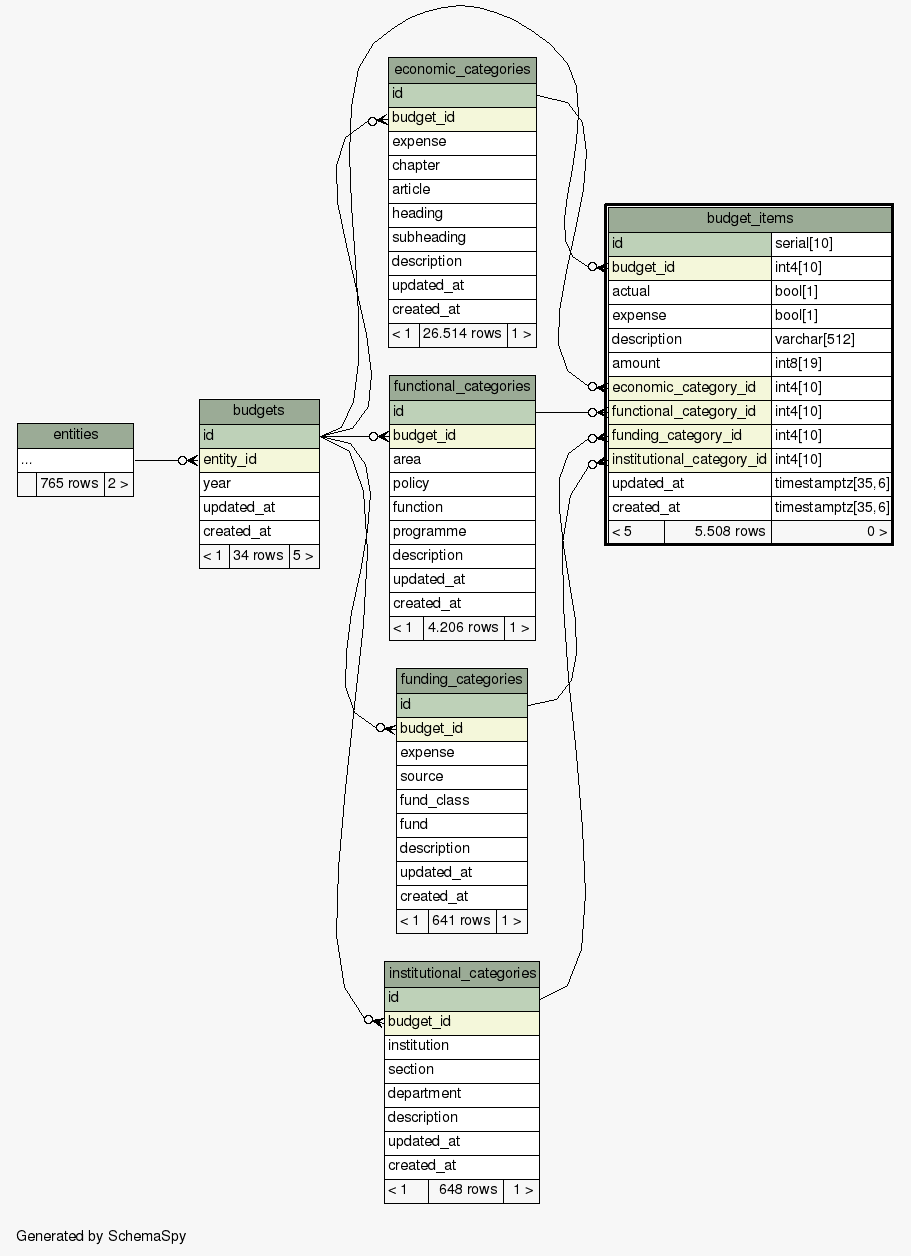 economic_categories
id
budget_id
expense
chapter
article
heading
subheading
description
updated_at
created_at
< 1 26.514 rows 1 >
budget_items
id serial[10]
budget_id int4[10]
actual bool[1]
expense bool[1]
description varchar[512]
amount int8[19]
economic_category_id int4[10]
functional_category_id int4[10]
funding_category_id int4[10]
institutional_category_id int4[10]
updated_at timestamptz[35,6]
created_at timestamptz[35,6]
< 5 5.508 rows 0 >
functional_categories
id
budget_id
area
policy
function
programme
description
updated_at
created_at
< 1 4.206 rows 1 >
budgets
id
entity_id
year
updated_at
created_at
< 1 34 rows 5 >
entities
...
765 rows 2 >
funding_categories
id
budget_id
expense
source
fund_class
fund
description
updated_at
created_at
< 1 641 rows 1 >
institutional_categories
id
budget_id
institution
section
department
description
updated_at
created_at
< 1 648 rows 1 >
Generated by SchemaSpy